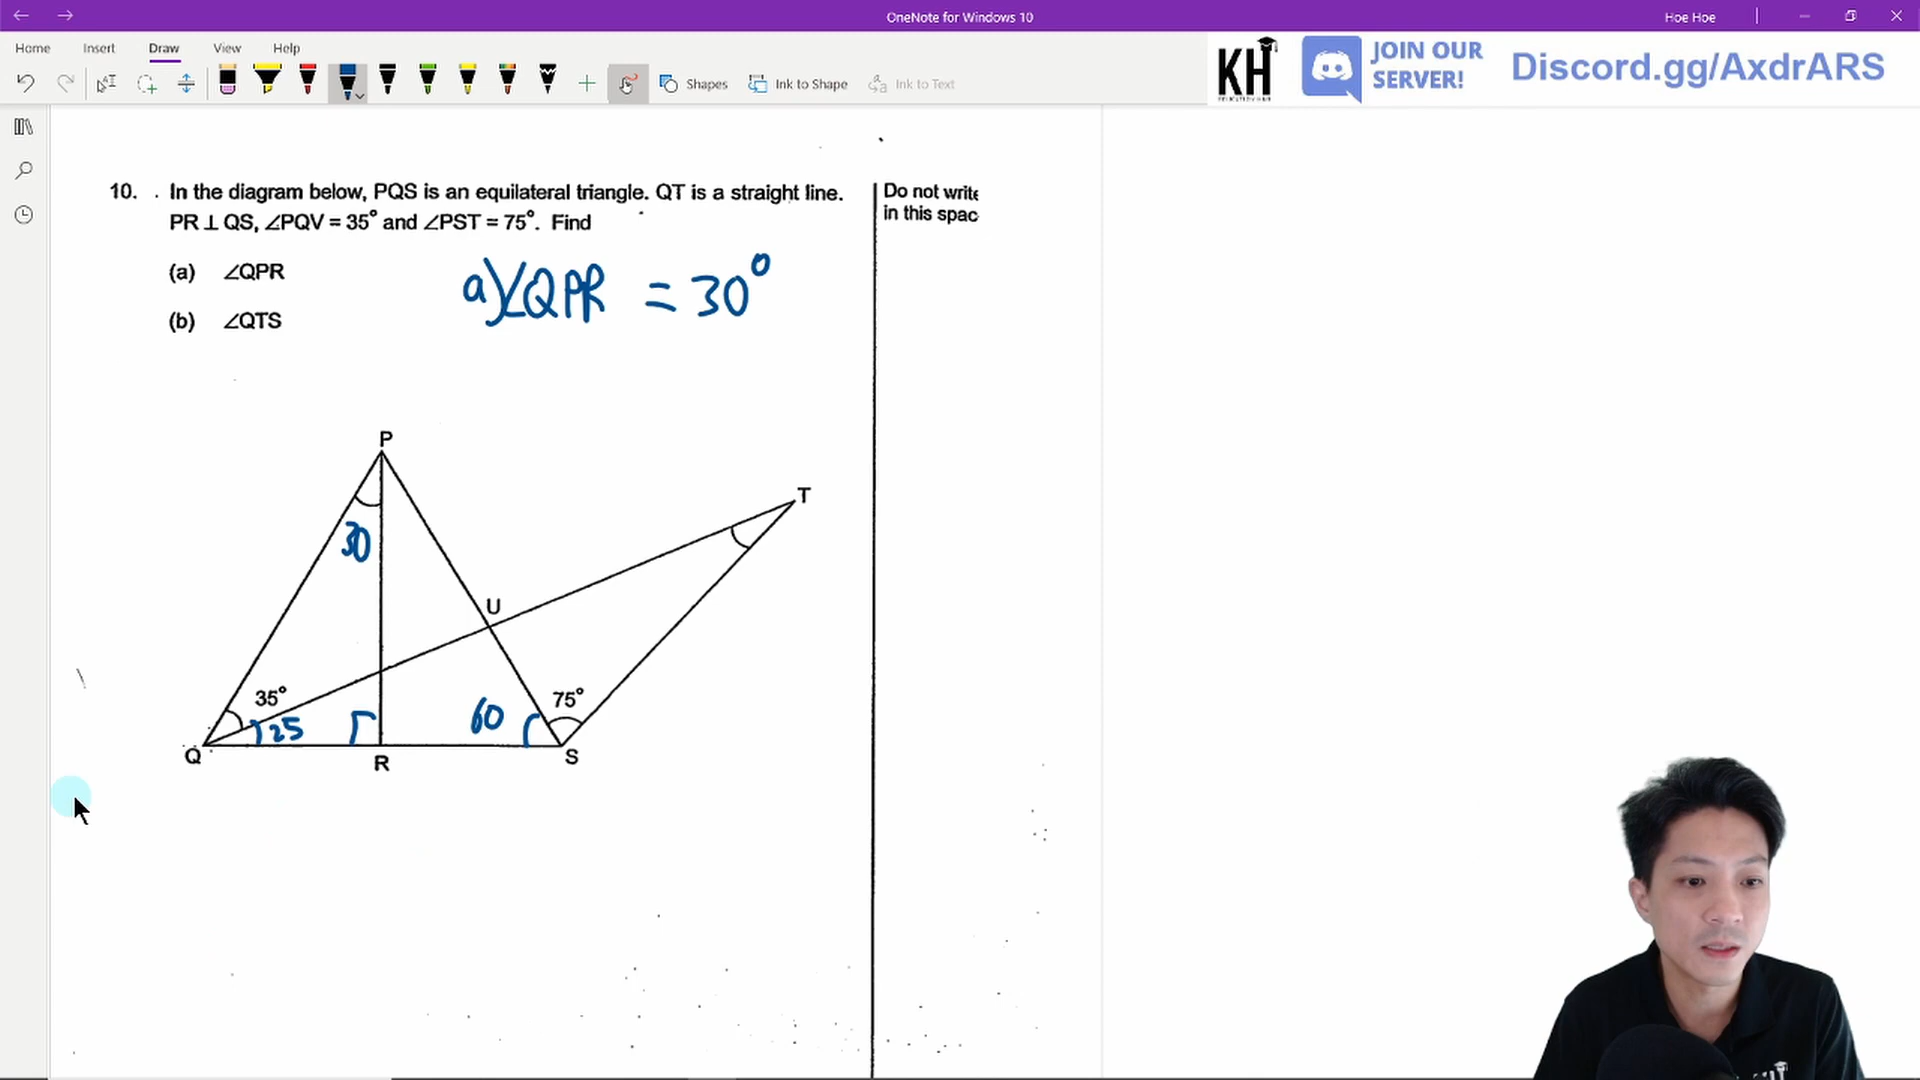 OneNote for Windows 10
Hoe Hoe
Home Insert Draw View Help
Shapes Ink to Shape Ink to Text
KH
JOIN OUR
SERVER!
Discord.gg/AxdrARS
10. In the diagram below, PQS is an equilateral triangle. QT is a straight line.
PR ⊥ QS, ∠PQV = 35° and ∠PST = 75°. Find
Do not write
in this spac
(a) ∠QPR
(b) ∠QTS
a) ∠QPR = 30°
P
T
30
U
35°
25
60
75°
Q
R
S